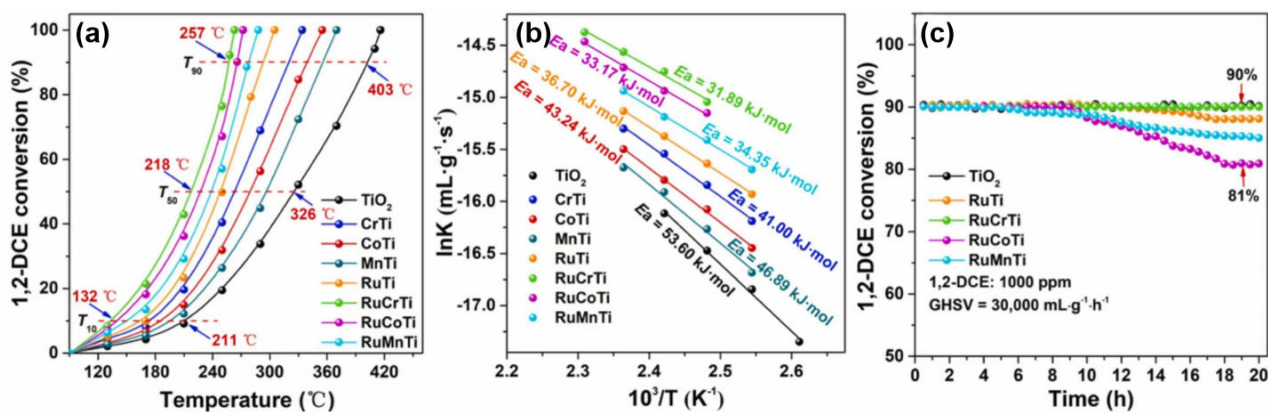 (a)
1,2-DCE conversion (%)
100
80
60
40
20
0
T90
T50
T10
257 ℃
218 ℃
132 ℃
403 ℃
326 ℃
211 ℃
TiO2
CrTi
CoTi
MnTi
RuTi
RuCrTi
RuCoTi
RuMnTi
120 180 240 300 360 420
Temperature (℃)
(b)
lnK (mL·g-1·s-1)
-14.5
-15.0
-15.5
-16.0
-16.5
-17.0
Ea = 31.89 kJ·mol
Ea = 33.17 kJ·mol
Ea = 36.70 kJ·mol
Ea = 43.24 kJ·mol
Ea = 34.35 kJ·mol
Ea = 41.00 kJ·mol
Ea = 46.89 kJ·mol
Ea = 53.60 kJ·mol
TiO2
CrTi
CoTi
MnTi
RuTi
RuCrTi
RuCoTi
RuMnTi
2.2 2.3 2.4 2.5 2.6
10³/T (K-1)
(c)
1,2-DCE conversion (%)
100
90
80
70
60
50
90%
81%
TiO2
RuTi
RuCrTi
RuCoTi
RuMnTi
1,2-DCE: 1000 ppm
GHSV = 30,000 mL·g-1·h-1
0 2 4 6 8 10 12 14 16 18 20
Time (h)